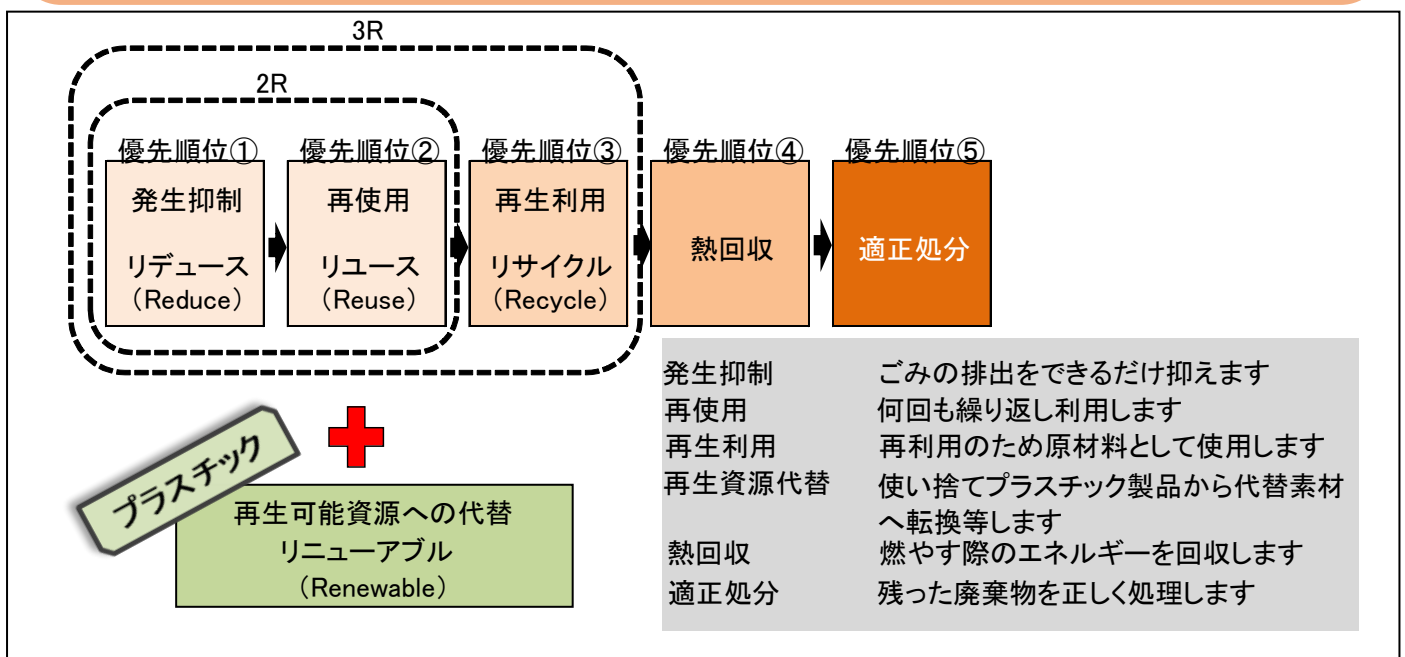 3R
2R
優先順位①
発生抑制
リデュース
（Reduce）
優先順位②
再使用
リユース
（Reuse）
優先順位③
再生利用
リサイクル
（Recycle）
優先順位④
熱回収
優先順位⑤
適正処分
プラスチック
再生可能資源への代替
リニューアブル
（Renewable）
発生抑制 ごみの排出をできるだけ抑えます
再使用 何回も繰り返し利用します
再生利用 再利用のため原材料として使用します
再生資源代替 使い捨てプラスチック製品から代替素材
へ転換等します
熱回収 燃やす際のエネルギーを回収します
適正処分 残った廃棄物を正しく処理します